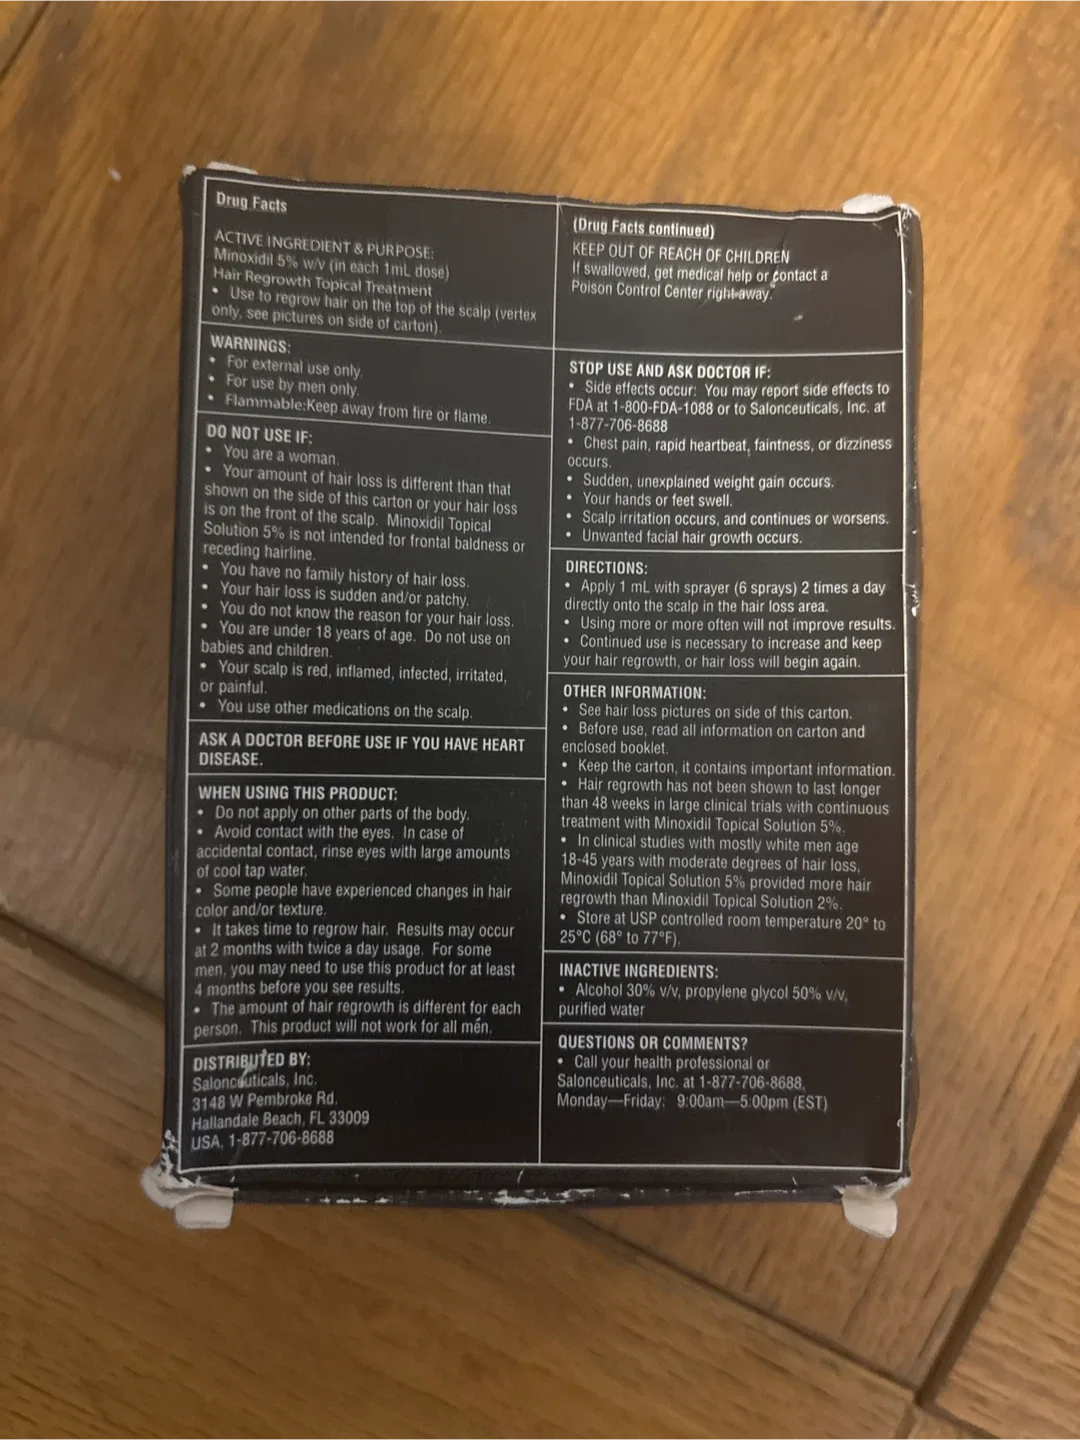 Drug Facts
ACTIVE INGREDIENT & PURPOSE:
Minoxidil 5% w/v (in each 1mL dose)
Hair Regrowth Topical Treatment
• Use to regrow hair on the top of the scalp (vertex
only, see pictures on side of carton).
WARNINGS:
• For external use only.
• For use by men only.
• Flammable:Keep away from fire or flame.
DO NOT USE IF:
• You are a woman.
• Your amount of hair loss is different than that
shown on the side of this carton or your hair loss
is on the front of the scalp. Minoxidil Topical
Solution 5% is not intended for frontal baldness or
receding hairline.
• You have no family history of hair loss.
• Your hair loss is sudden and/or patchy.
• You do not know the reason for your hair loss.
• You are under 18 years of age. Do not use on
babies and children.
• Your scalp is red, inflamed, infected, irritated,
or painful.
• You use other medications on the scalp.
ASK A DOCTOR BEFORE USE IF YOU HAVE HEART
DISEASE.
WHEN USING THIS PRODUCT:
• Do not apply on other parts of the body.
• Avoid contact with the eyes. In case of
accidental contact, rinse eyes with large amounts
of cool tap water.
• Some people have experienced changes in hair
color and/or texture.
• It takes time to regrow hair. Results may occur
at 2 months with twice a day usage. For some
men, you may need to use this product for at least
4 months before you see results.
• The amount of hair regrowth is different for each
person. This product will not work for all men.
DISTRIBUTED BY:
Salonceuticals, Inc.
3148 W Pembroke Rd.
Hallandale Beach, FL 33009
USA. 1-877-706-8688
(Drug Facts continued)
KEEP OUT OF REACH OF CHILDREN
If swallowed, get medical help or contact a
Poison Control Center right away.
STOP USE AND ASK DOCTOR IF:
• Side effects occur: You may report side effects to
FDA at 1-800-FDA-1088 or to Salonceuticals, Inc. at
1-877-706-8688
• Chest pain, rapid heartbeat, faintness, or dizziness
occurs.
• Sudden, unexplained weight gain occurs.
• Your hands or feet swell.
• Scalp irritation occurs, and continues or worsens.
• Unwanted facial hair growth occurs.
DIRECTIONS:
• Apply 1 mL with sprayer (6 sprays) 2 times a day
directly onto the scalp in the hair loss area.
• Using more or more often will not improve results.
• Continued use is necessary to increase and keep
your hair regrowth, or hair loss will begin again.
OTHER INFORMATION:
• See hair loss pictures on side of this carton.
• Before use, read all information on carton and
enclosed booklet.
• Keep the carton, it contains important information.
• Hair regrowth has not been shown to last longer
than 48 weeks in large clinical trials with continuous
treatment with Minoxidil Topical Solution 5%.
• In clinical studies with mostly white men age
18-45 years with moderate degrees of hair loss,
Minoxidil Topical Solution 5% provided more hair
regrowth than Minoxidil Topical Solution 2%.
• Store at USP controlled room temperature 20° to
25°C (68° to 77°F).
INACTIVE INGREDIENTS:
• Alcohol 30% v/v, propylene glycol 50% v/v,
purified water
QUESTIONS OR COMMENTS?
• Call your health professional or
Salonceuticals, Inc. at 1-877-706-8688,
Monday—Friday: 9:00am—5:00pm (EST)